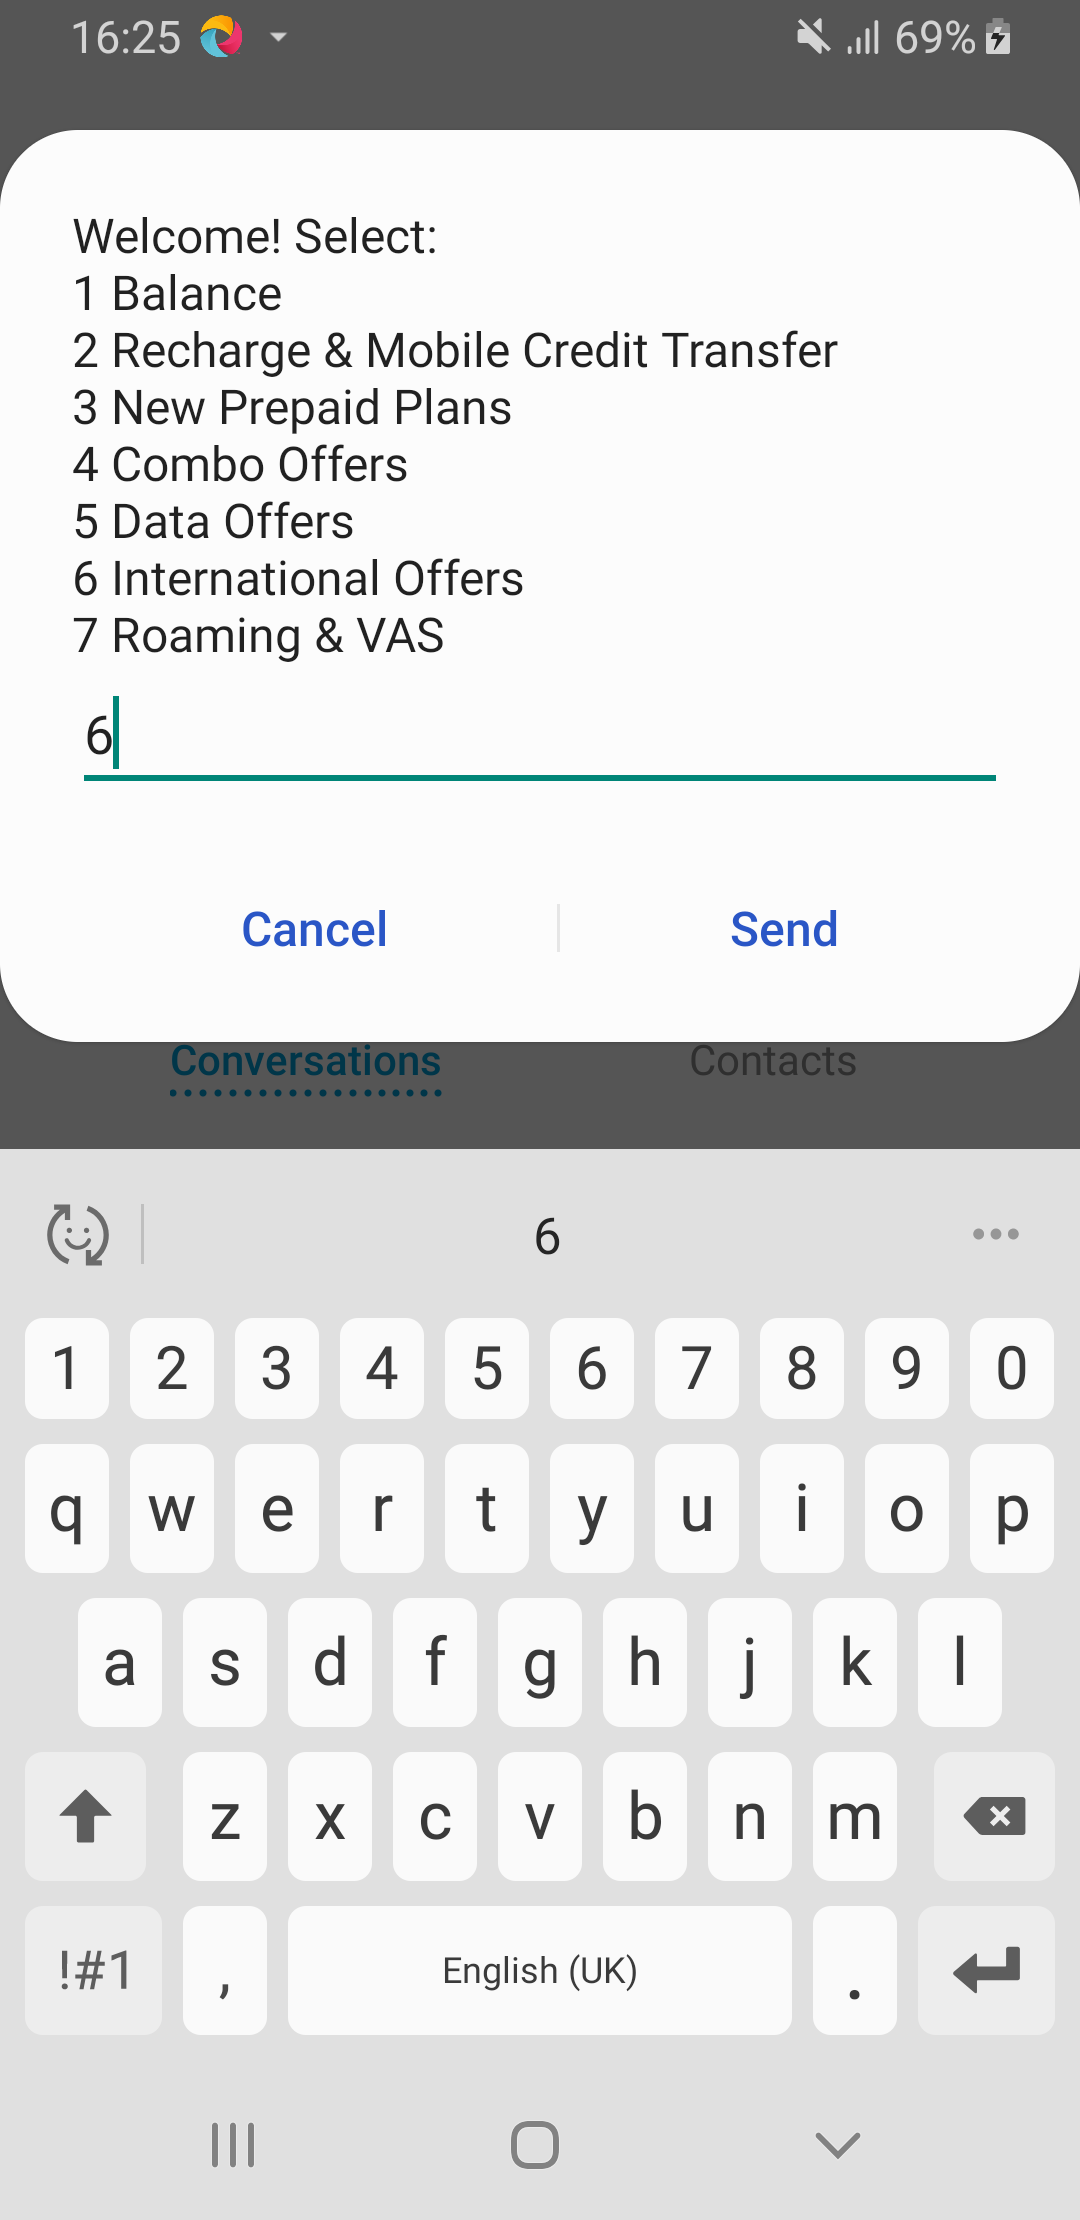 16:25 69%
Welcome! Select:
1 Balance
2 Recharge & Mobile Credit Transfer
3 New Prepaid Plans
4 Combo Offers
5 Data Offers
6 International Offers
7 Roaming & VAS
6
Cancel Send
Conversations Contacts
6
1 2 3 4 5 6 7 8 9 0
q w e r t y u i o p
a s d f g h j k l
z x c v b n m
!#1 , English (UK) .